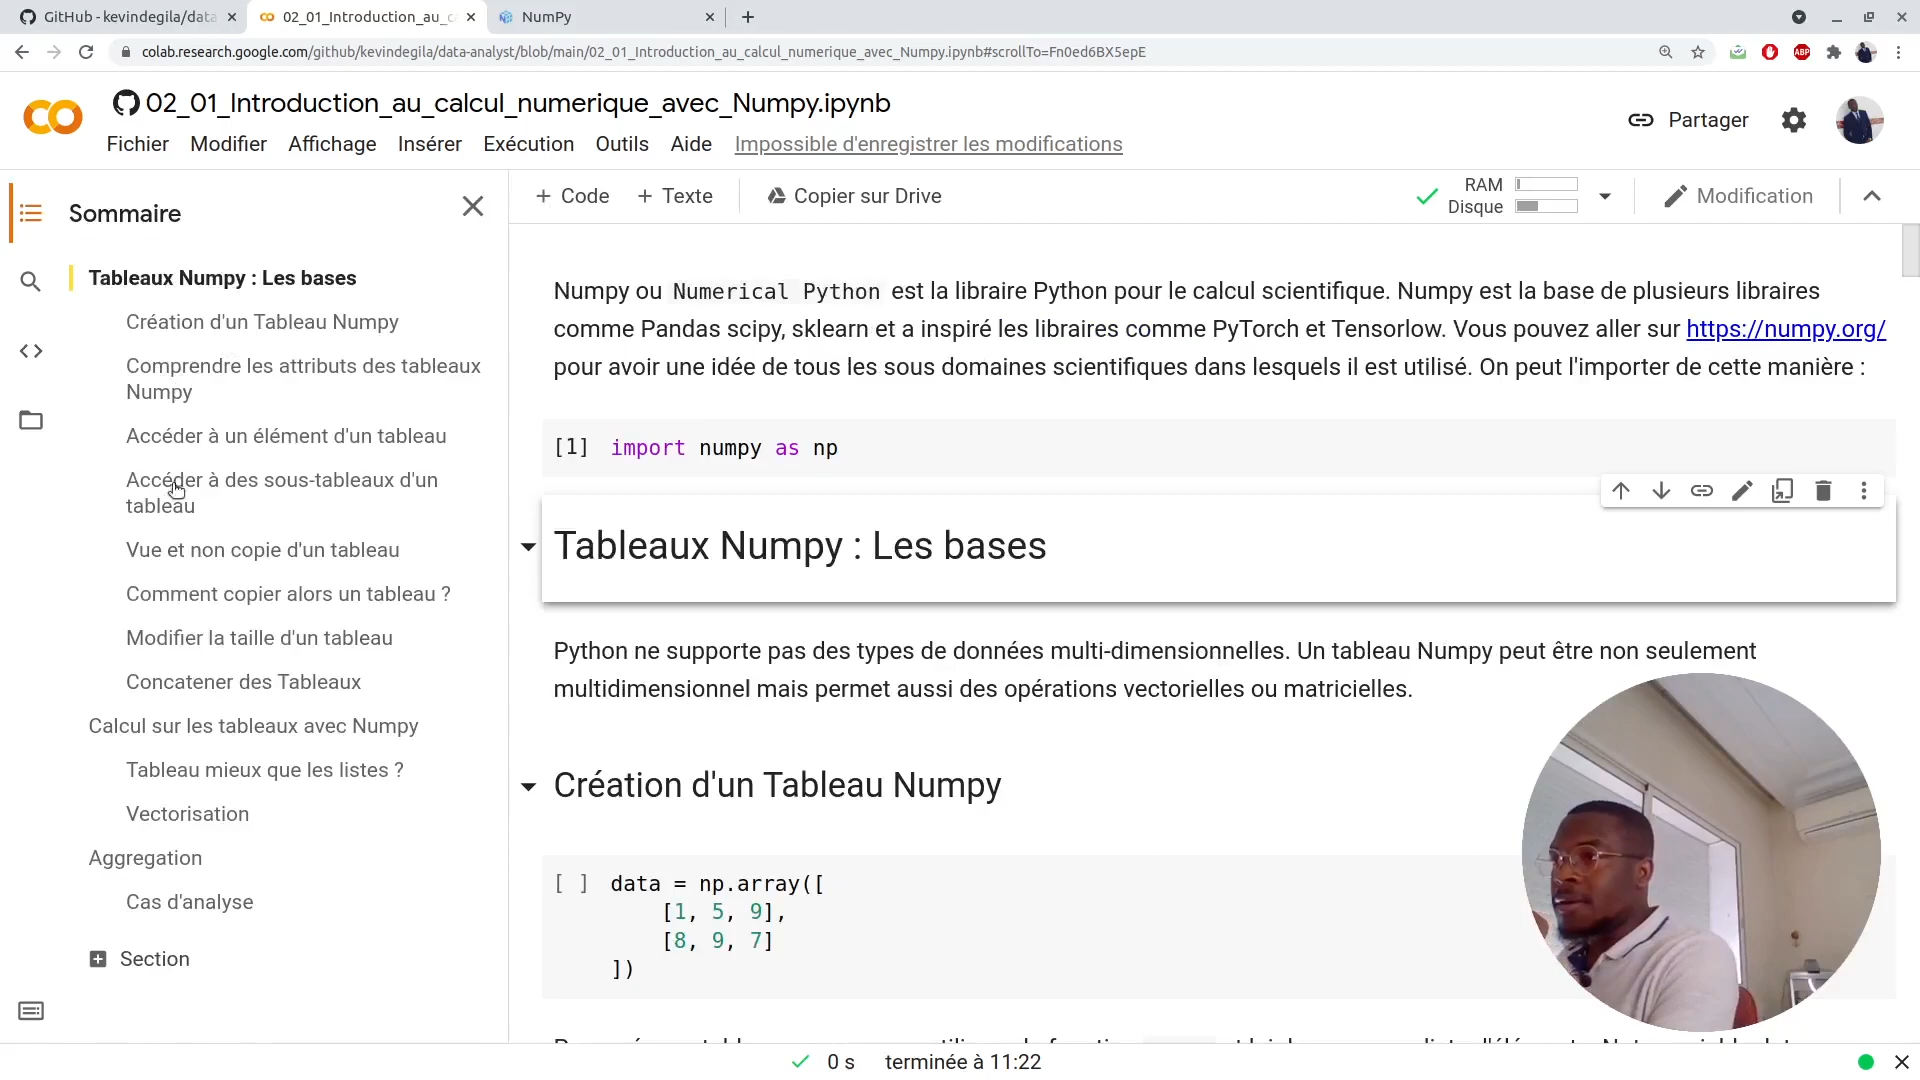 GitHub - kevindegila/data
02_01_Introduction_au_c
NumPy
colab.research.google.com/github/kevindegila/data-analyst/blob/main/02_01_Introduction_au_calcul_numerique_avec_Numpy.ipynb#scrollTo=Fn0ed6BX5epE
ABP
02_01_Introduction_au_calcul_numerique_avec_Numpy.ipynb
Partager
Fichier Modifier Affichage Insérer Exécution Outils Aide Impossible d'enregistrer les modifications
Sommaire
+ Code + Texte Copier sur Drive
RAM
Disque
Modification
Tableaux Numpy : Les bases
Création d'un Tableau Numpy
Comprendre les attributs des tableaux
Numpy
Accéder à un élément d'un tableau
Accéder à des sous-tableaux d'un
tableau
Vue et non copie d'un tableau
Comment copier alors un tableau ?
Modifier la taille d'un tableau
Concatener des Tableaux
Calcul sur les tableaux avec Numpy
Tableau mieux que les listes ?
Vectorisation
Aggregation
Cas d'analyse
Section
Numpy ou Numerical Python est la libraire Python pour le calcul scientifique. Numpy est la base de plusieurs libraires
comme Pandas scipy, sklearn et a inspiré les libraires comme PyTorch et Tensorlow. Vous pouvez aller sur https://numpy.org/
pour avoir une idée de tous les sous domaines scientifiques dans lesquels il est utilisé. On peut l'importer de cette manière :
[1] import numpy as np
Tableaux Numpy : Les bases
Python ne supporte pas des types de données multi-dimensionnelles. Un tableau Numpy peut être non seulement
multidimensionnel mais permet aussi des opérations vectorielles ou matricielles.
Création d'un Tableau Numpy
[ ] data = np.array([
[1, 5, 9],
[8, 9, 7]
])
0 s terminée à 11:22